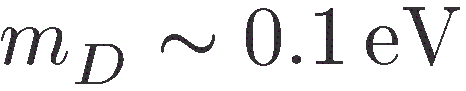 m_D ∼ 0.1 eV